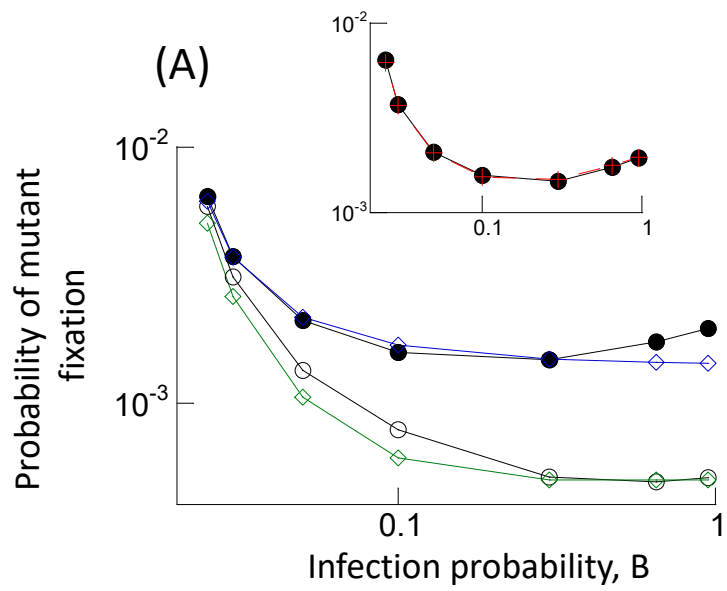 (A)
10-2
10-3
0.1
1
10-2
10-3
0.1
1
Probability of mutant
fixation
Infection probability, B